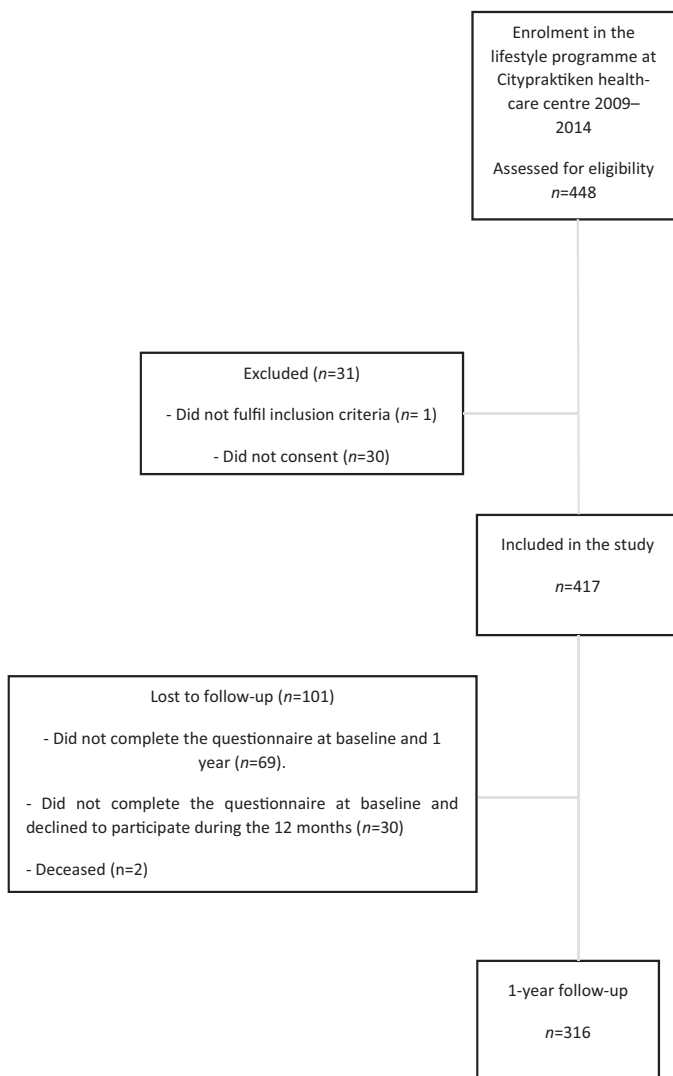 Enrolment in the
lifestyle programme at
Citypraktiken health-
care centre 2009–
2014
Assessed for eligibility
n=448
Excluded (n=31)
- Did not fulfil inclusion criteria (n= 1)
- Did not consent (n=30)
Included in the study
n=417
Lost to follow-up (n=101)
- Did not complete the questionnaire at baseline and 1
year (n=69).
- Did not complete the questionnaire at baseline and
declined to participate during the 12 months (n=30)
- Deceased (n=2)
1-year follow-up
n=316